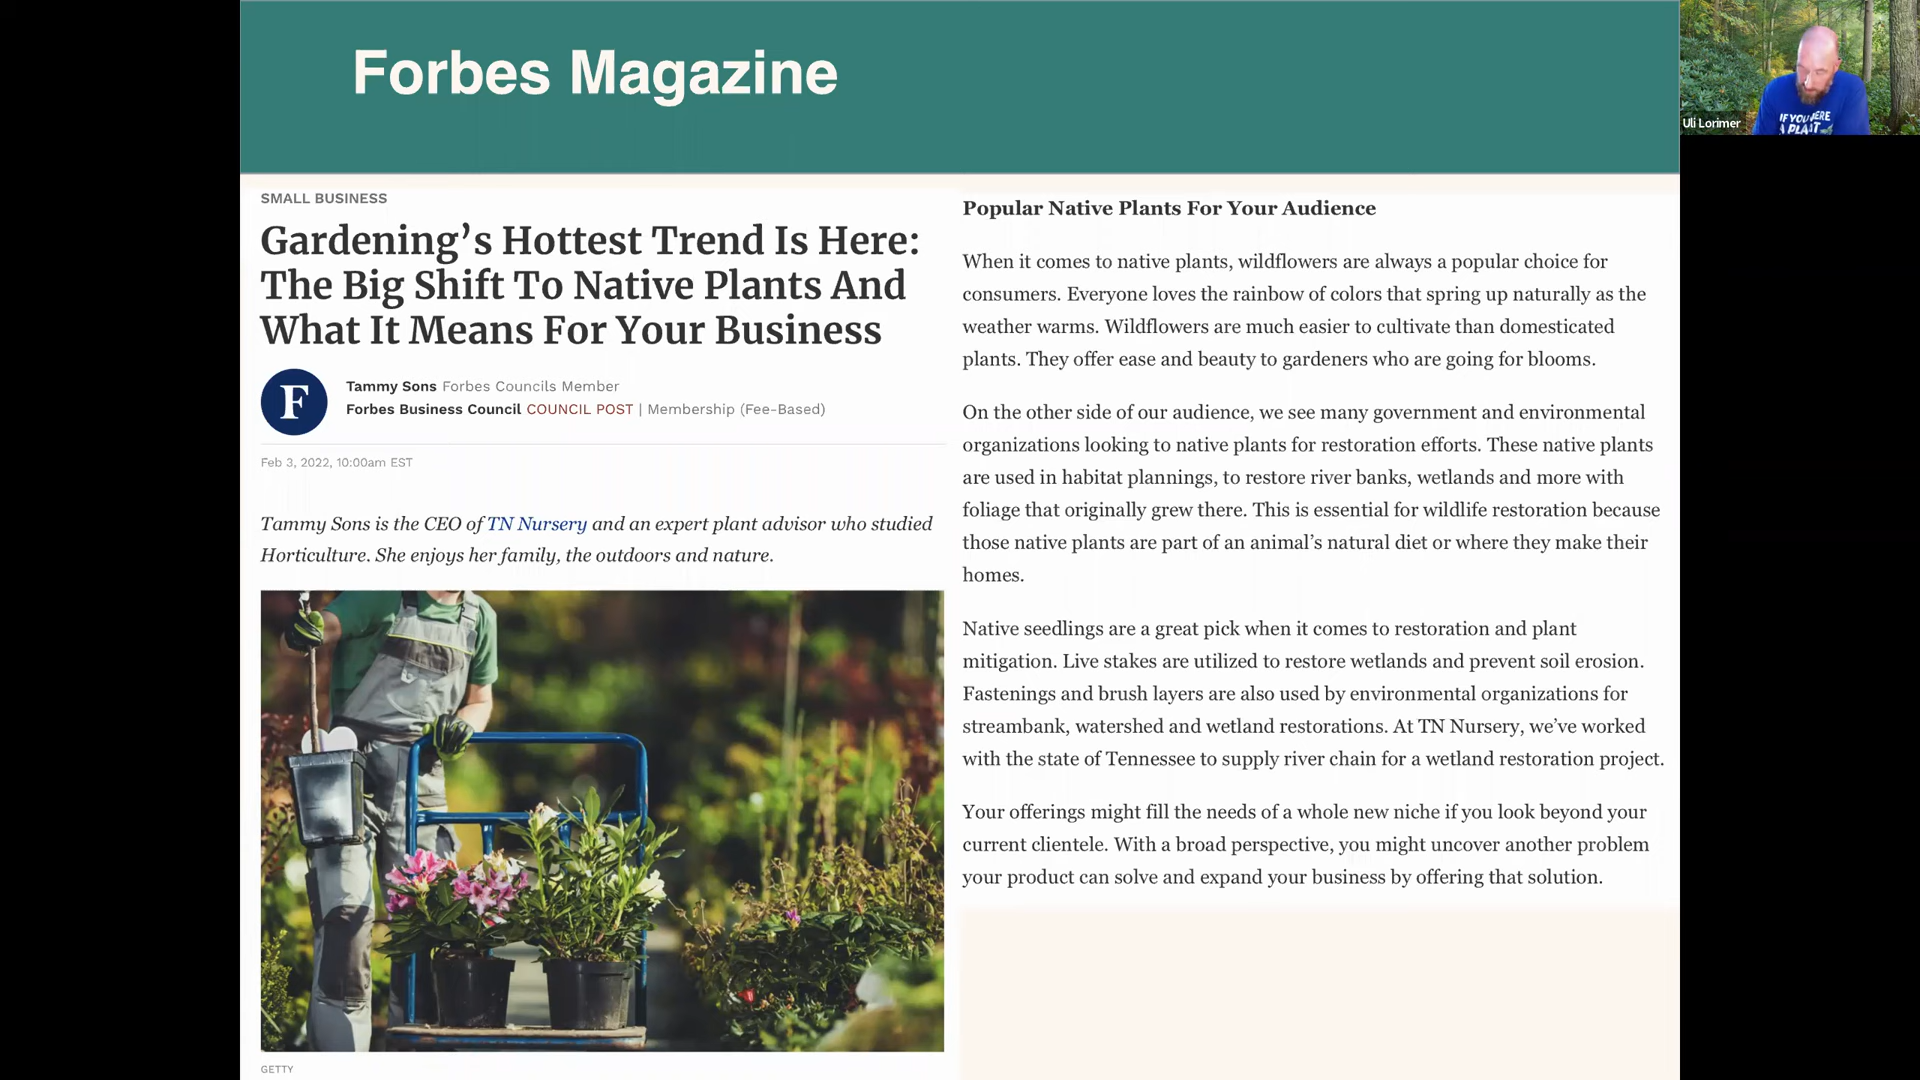 Forbes Magazine
Uli Lorimer
IF YOU WERE
A PLANT
SMALL BUSINESS
Gardening’s Hottest Trend Is Here:
The Big Shift To Native Plants And
What It Means For Your Business
F
Tammy Sons Forbes Councils Member
Forbes Business Council COUNCIL POST | Membership (Fee-Based)
Feb 3, 2022, 10:00am EST
Tammy Sons is the CEO of TN Nursery and an expert plant advisor who studied
Horticulture. She enjoys her family, the outdoors and nature.
GETTY
Popular Native Plants For Your Audience
When it comes to native plants, wildflowers are always a popular choice for
consumers. Everyone loves the rainbow of colors that spring up naturally as the
weather warms. Wildflowers are much easier to cultivate than domesticated
plants. They offer ease and beauty to gardeners who are going for blooms.
On the other side of our audience, we see many government and environmental
organizations looking to native plants for restoration efforts. These native plants
are used in habitat plannings, to restore river banks, wetlands and more with
foliage that originally grew there. This is essential for wildlife restoration because
those native plants are part of an animal’s natural diet or where they make their
homes.
Native seedlings are a great pick when it comes to restoration and plant
mitigation. Live stakes are utilized to restore wetlands and prevent soil erosion.
Fastenings and brush layers are also used by environmental organizations for
streambank, watershed and wetland restorations. At TN Nursery, we’ve worked
with the state of Tennessee to supply river chain for a wetland restoration project.
Your offerings might fill the needs of a whole new niche if you look beyond your
current clientele. With a broad perspective, you might uncover another problem
your product can solve and expand your business by offering that solution.